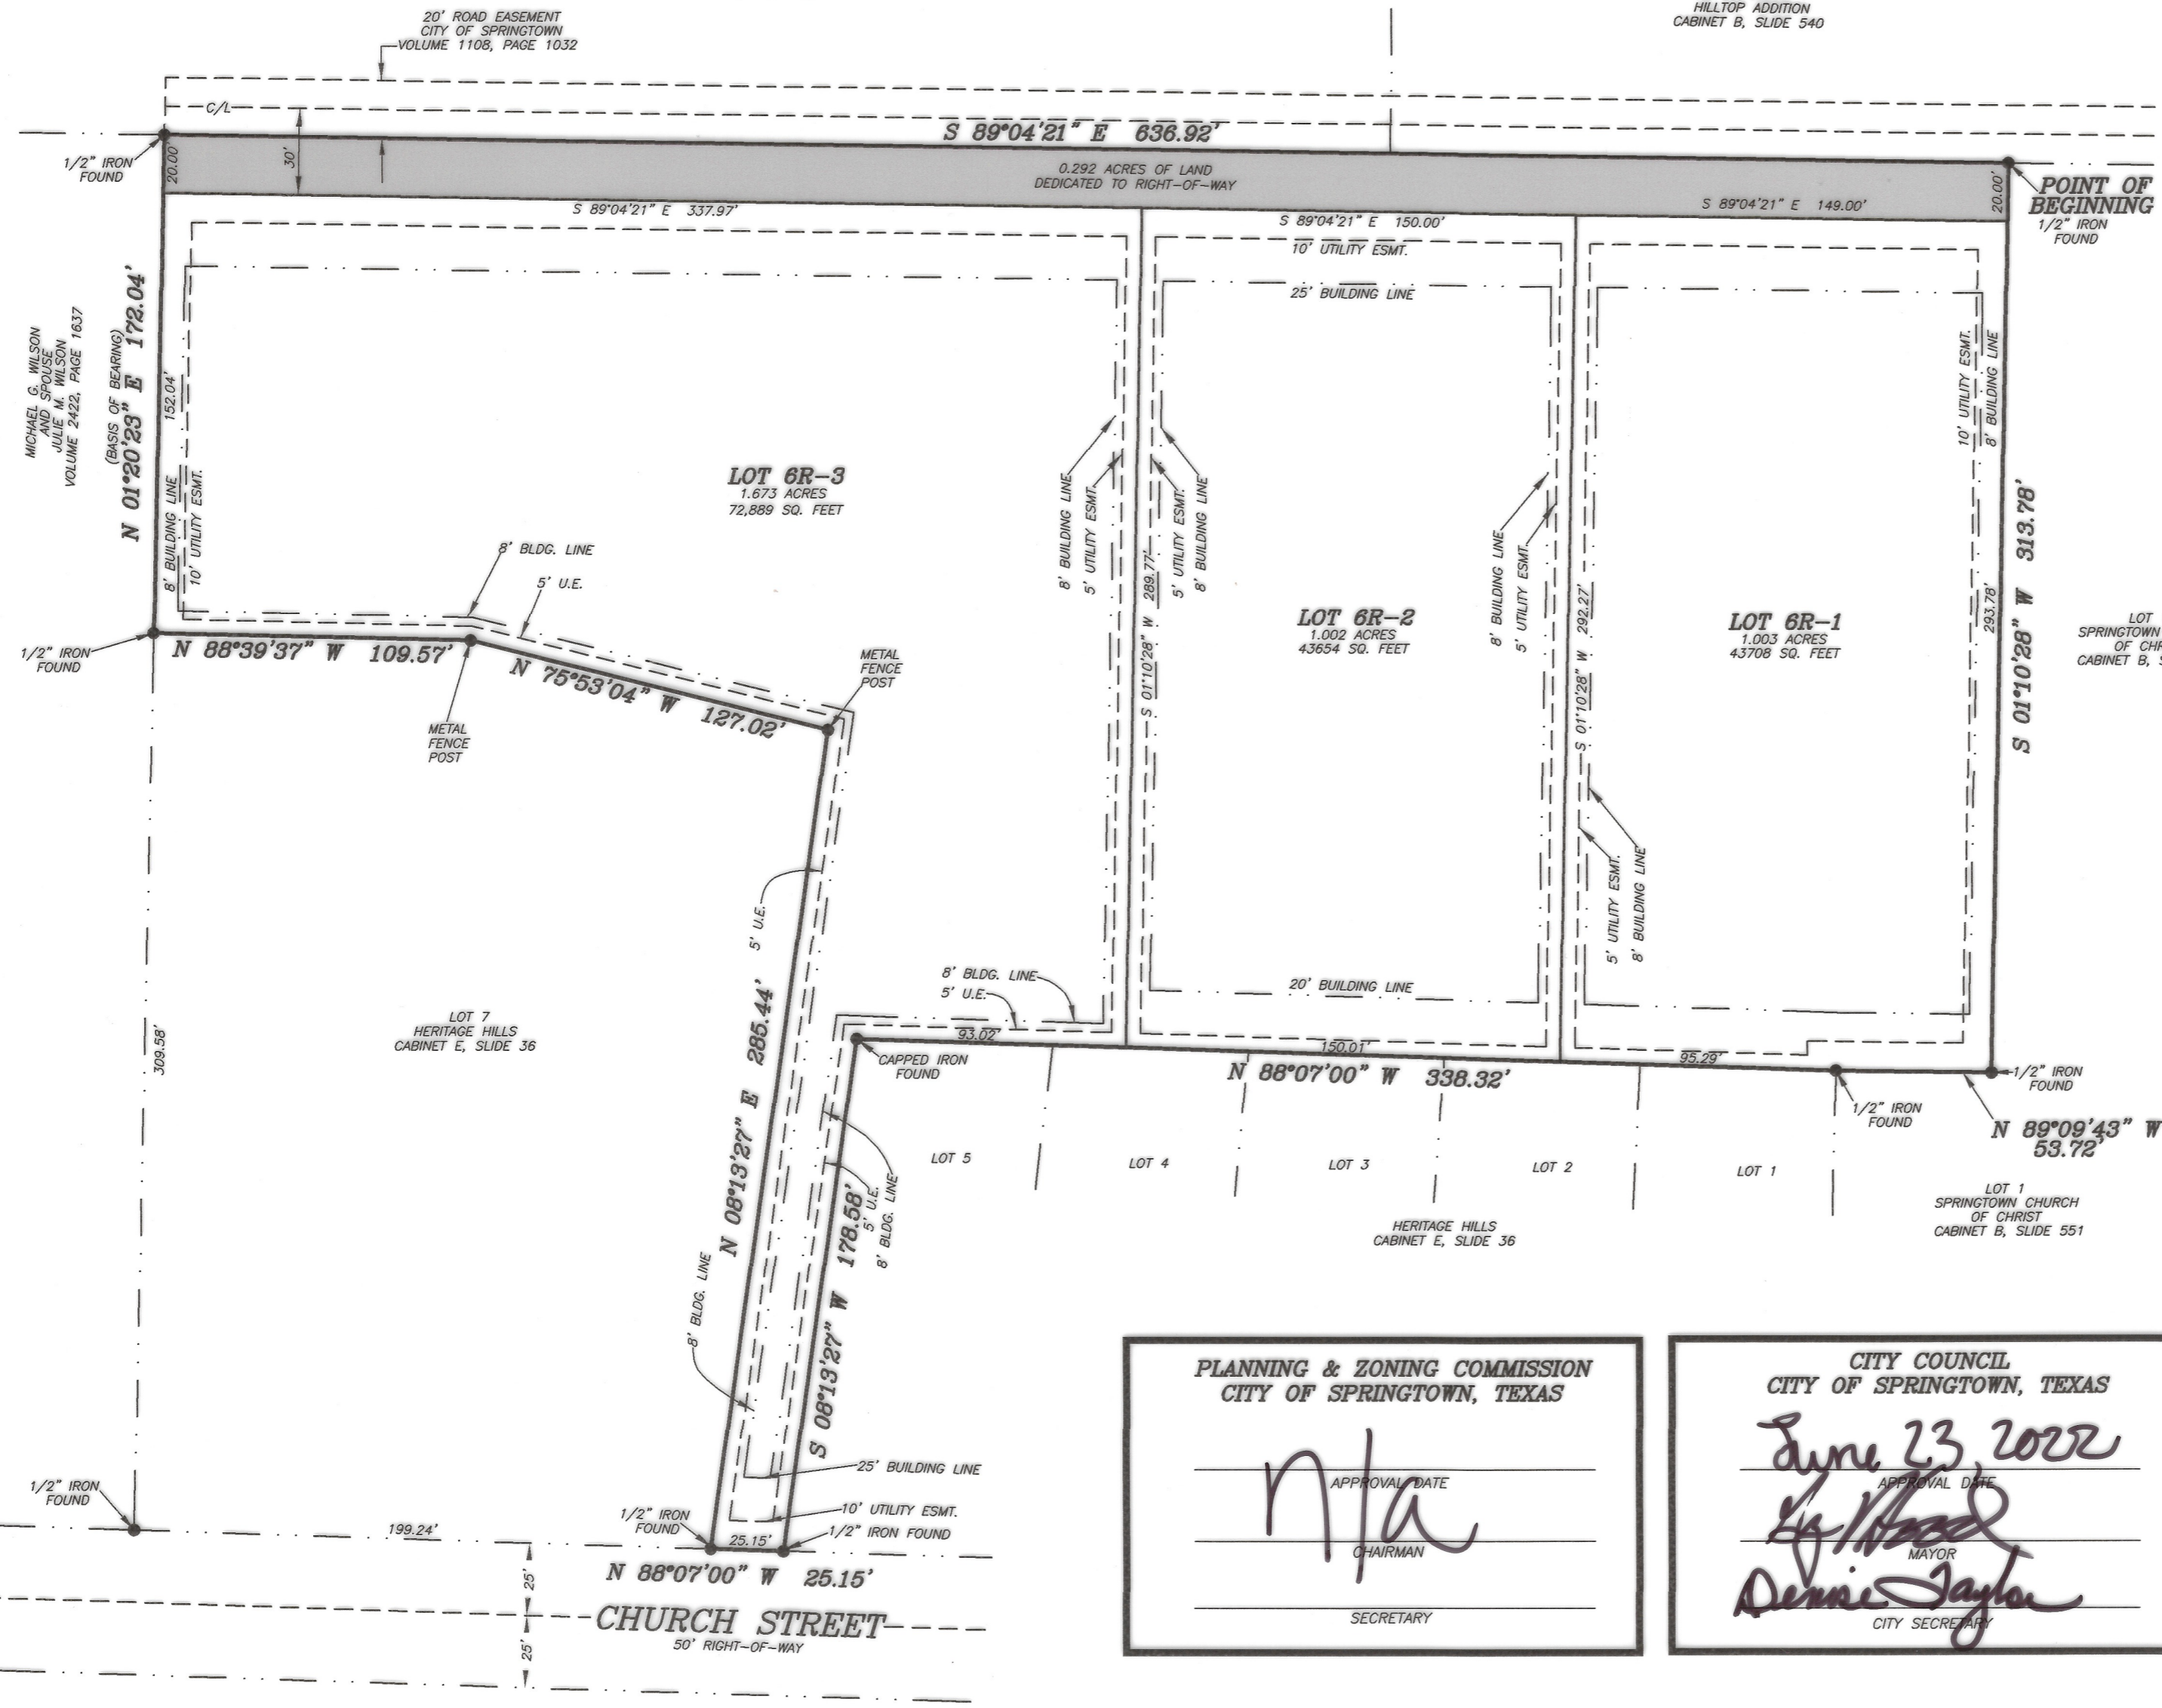 20' ROAD EASEMENT
CITY OF SPRINGTOWN
VOLUME 1108, PAGE 1032
HILLTOP ADDITION
CABINET B, SLIDE 540
C/L
S 89°04'21" E 636.92'
1/2" IRON
FOUND
20.00'
30'
0.292 ACRES OF LAND
DEDICATED TO RIGHT-OF-WAY
20.00'
POINT OF
BEGINNING
1/2" IRON
FOUND
S 89°04'21" E 337.97'
S 89°04'21" E 150.00'
S 89°04'21" E 149.00'
10' UTILITY ESMT.
25' BUILDING LINE
MICHAEL G. WILSON
AND SPOUSE
JULIE M. WILSON
VOLUME 2422, PAGE 1637
(BASIS OF BEARING)
N 01°20'23" E 172.04'
152.04'
8' BUILDING LINE
10' UTILITY ESMT.
LOT 6R-3
1.673 ACRES
72,889 SQ. FEET
8' BLDG. LINE
5' U.E.
8' BUILDING LINE
5' UTILITY ESMT.
S 01°10'28" W 289.77'
5' UTILITY ESMT.
8' BUILDING LINE
LOT 6R-2
1.002 ACRES
43654 SQ. FEET
8' BUILDING LINE
5' UTILITY ESMT.
S 01°10'28" W 292.27'
LOT 6R-1
1.003 ACRES
43708 SQ. FEET
10' UTILITY ESMT.
8' BUILDING LINE
293.78'
S 01°10'28" W 313.78'
LOT
SPRINGTOWN
OF CHR
CABINET B, S
1/2" IRON
FOUND
N 88°39'37" W 109.57'
N 75°53'04" W 127.02'
METAL
FENCE
POST
METAL
FENCE
POST
5' U.E.
5' UTILITY ESMT.
8' BUILDING LINE
8' BLDG. LINE
5' U.E.
20' BUILDING LINE
93.02'
150.01'
95.29'
309.58'
LOT 7
HERITAGE HILLS
CABINET E, SLIDE 36
N 08°13'27" E 285.44'
CAPPED IRON
FOUND
N 88°07'00" W 338.32'
1/2" IRON
FOUND
1/2" IRON
FOUND
N 89°09'43" W
53.72'
LOT 5
LOT 4
LOT 3
LOT 2
LOT 1
HERITAGE HILLS
CABINET E, SLIDE 36
LOT 1
SPRINGTOWN CHURCH
OF CHRIST
CABINET B, SLIDE 551
5' U.E.
8' BLDG. LINE
S 08°13'27" W 178.58'
8' BLDG. LINE
25' BUILDING LINE
10' UTILITY ESMT.
1/2" IRON
FOUND
1/2" IRON
FOUND
1/2" IRON FOUND
199.24'
25.15'
N 88°07'00" W 25.15'
25'
CHURCH STREET
50' RIGHT-OF-WAY
25'
PLANNING & ZONING COMMISSION
CITY OF SPRINGTOWN, TEXAS
n/a
APPROVAL DATE
CHAIRMAN
SECRETARY
CITY COUNCIL
CITY OF SPRINGTOWN, TEXAS
June 23, 2022
APPROVAL DATE
MAYOR
Denise Taylor
CITY SECRETARY